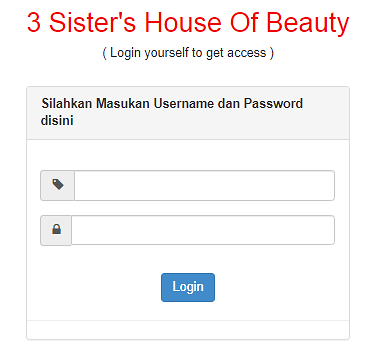 3 Sister's House Of Beauty
( Login yourself to get access )
Silahkan Masukan Username dan Password
disini
Login